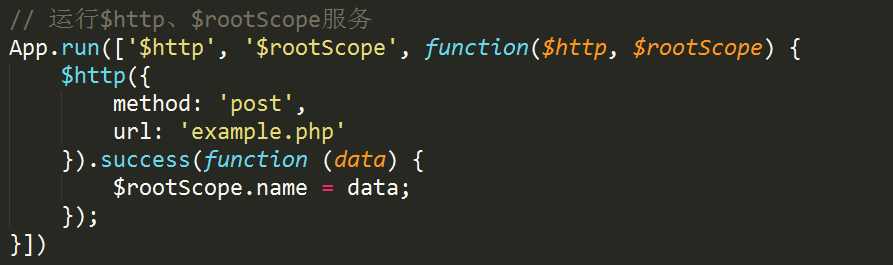 // 运行$http、$rootScope服务
App.run(['$http', '$rootScope', function($http, $rootScope) {
    $http({
        method: 'post',
        url: 'example.php'
    }).success(function (data) {
        $rootScope.name = data;
    });
}])